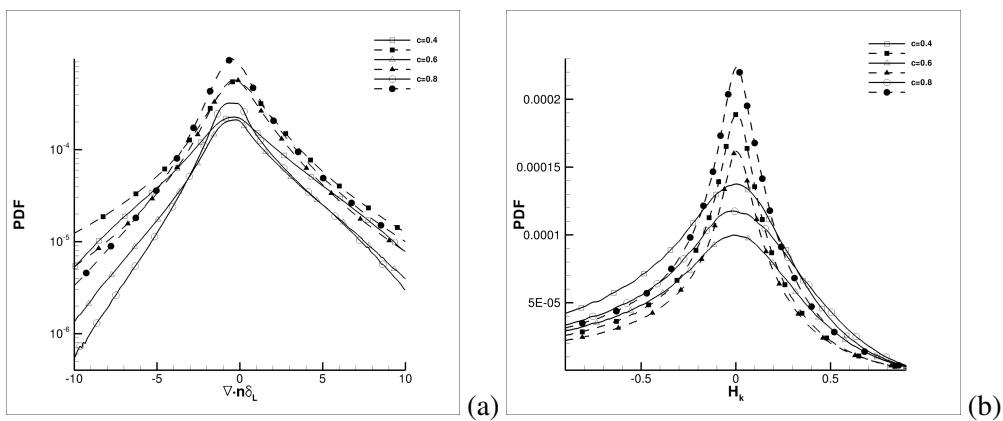 c=0.4
c=0.6
c=0.8
PDF
10^-4
10^-5
10^-6
-10 -5 0 5 10
∇·nδ_L
(a)
c=0.4
c=0.6
c=0.8
PDF
0.0002
0.00015
0.0001
5E-05
-0.5 0 0.5
H_k
(b)